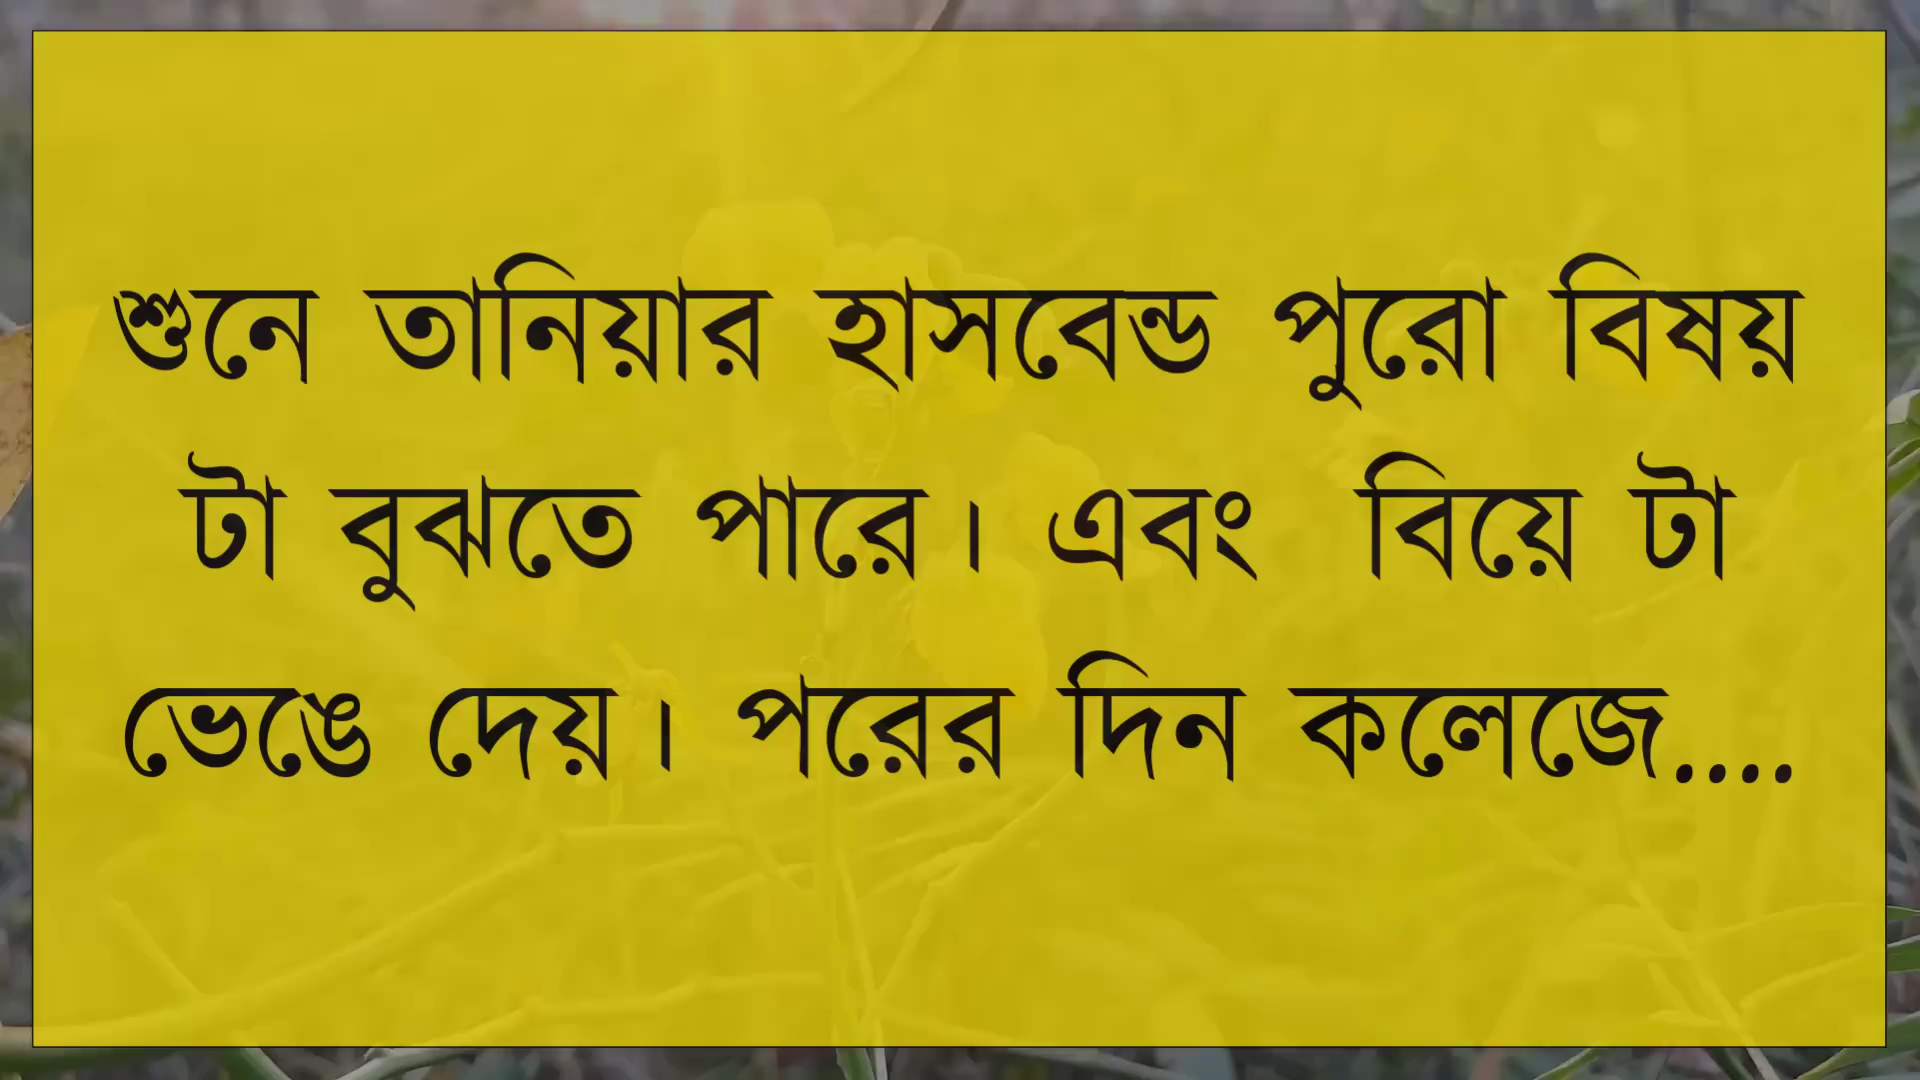 শুনে তানিয়ার হাসবেন্ড পুরো বিষয়
টা বুঝতে পারে। এবং বিয়ে টা
ভেঙে দেয়। পরের দিন কলেজে....